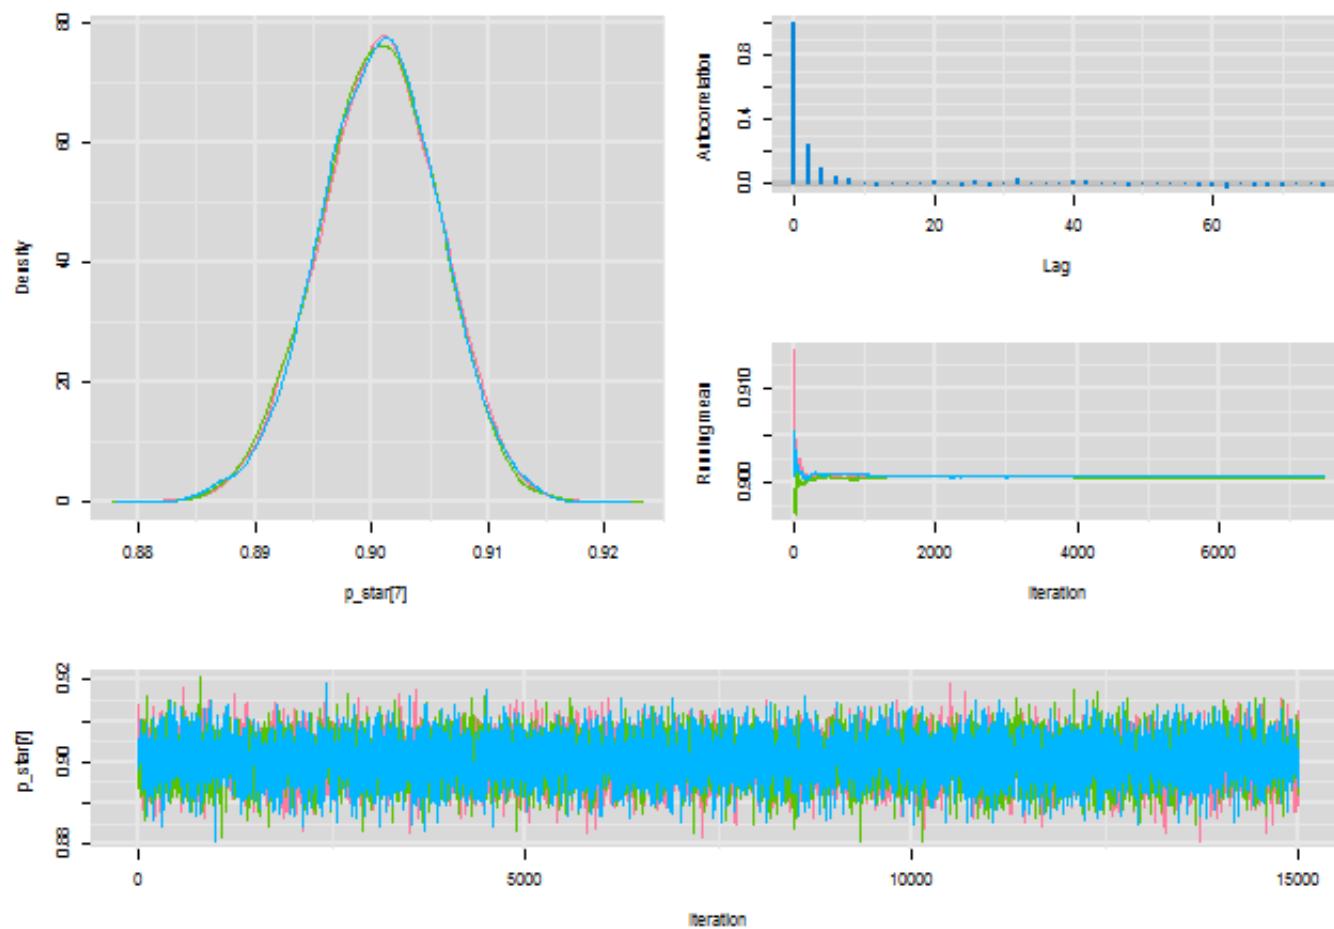 80
60
40
20
0
Density
0.88 0.89 0.90 0.91 0.92
p_star[7]
0.8
0.4
0.0
Autocorrelation
0 20 40 60
Lag
0.910
0.900
Running mean
0 2000 4000 6000
Iteration
0.92
0.90
0.88
p_star[7]
0 5000 10000 15000
Iteration